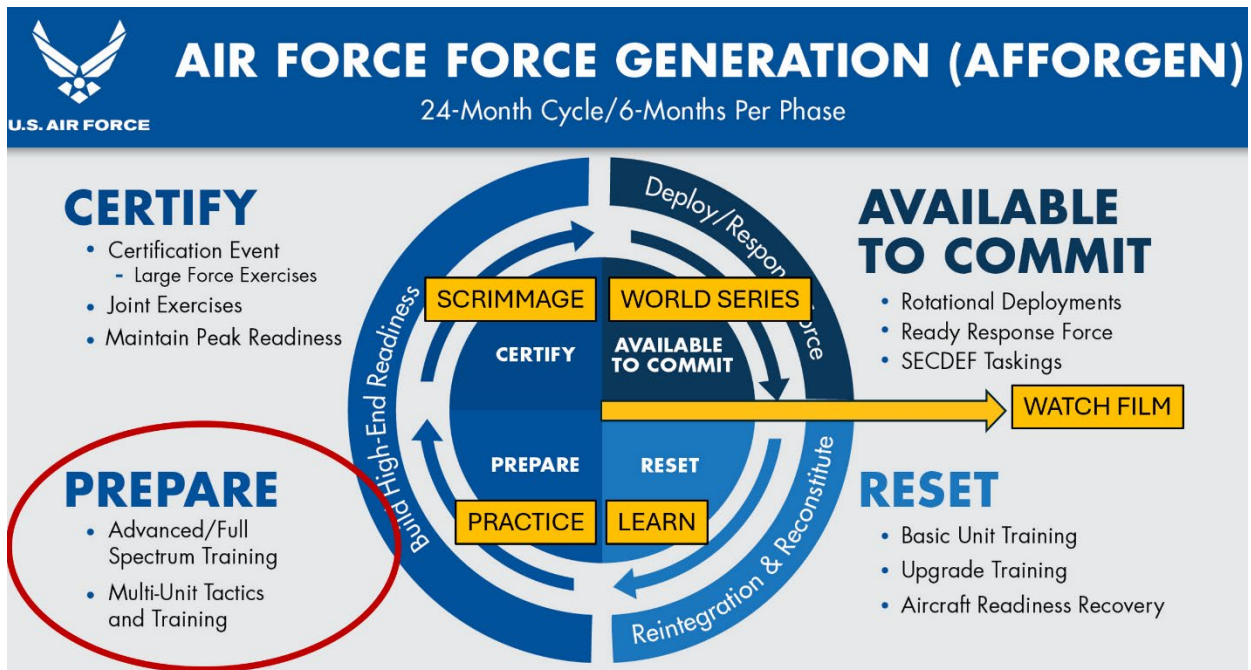 AIR FORCE FORCE GENERATION (AFFORGEN)
24-Month Cycle/6-Months Per Phase
U.S. AIR FORCE
CERTIFY
• Certification Event
- Large Force Exercises
• Joint Exercises
• Maintain Peak Readiness
PREPARE
• Advanced/Full
Spectrum Training
• Multi-Unit Tactics
and Training
Build High-End Readiness
Deploy/Response Force
Reintegration & Reconstitute
SCRIMMAGE
WORLD SERIES
CERTIFY
AVAILABLE
TO COMMIT
PREPARE
RESET
PRACTICE
LEARN
AVAILABLE
TO COMMIT
• Rotational Deployments
• Ready Response Force
• SECDEF Taskings
WATCH FILM
RESET
• Basic Unit Training
• Upgrade Training
• Aircraft Readiness Recovery